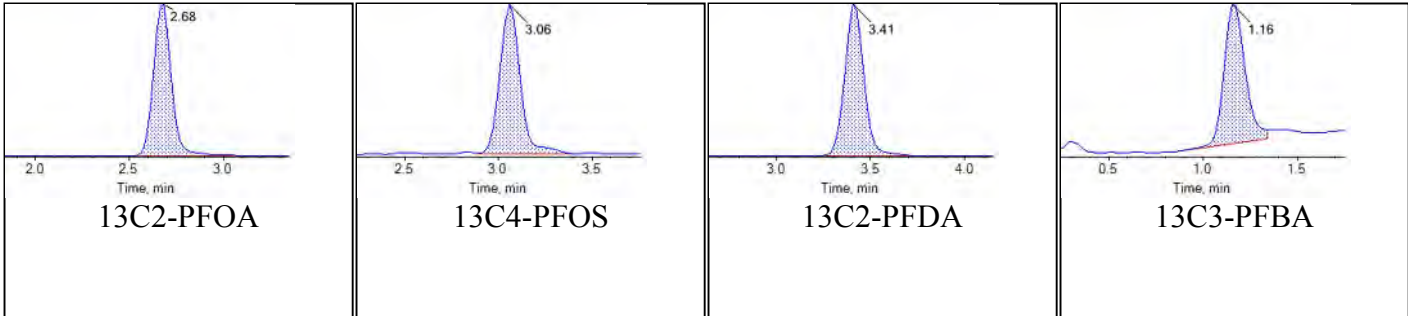 2.68
2.0 3.0
Time, min
13C2-PFOA
3.06
2.5 3.0 3.5
Time, min
13C4-PFOS
3.41
3.0 3.5 4.0
Time, min
13C2-PFDA
1.16
0.5 1.0 1.5
Time, min
13C3-PFBA